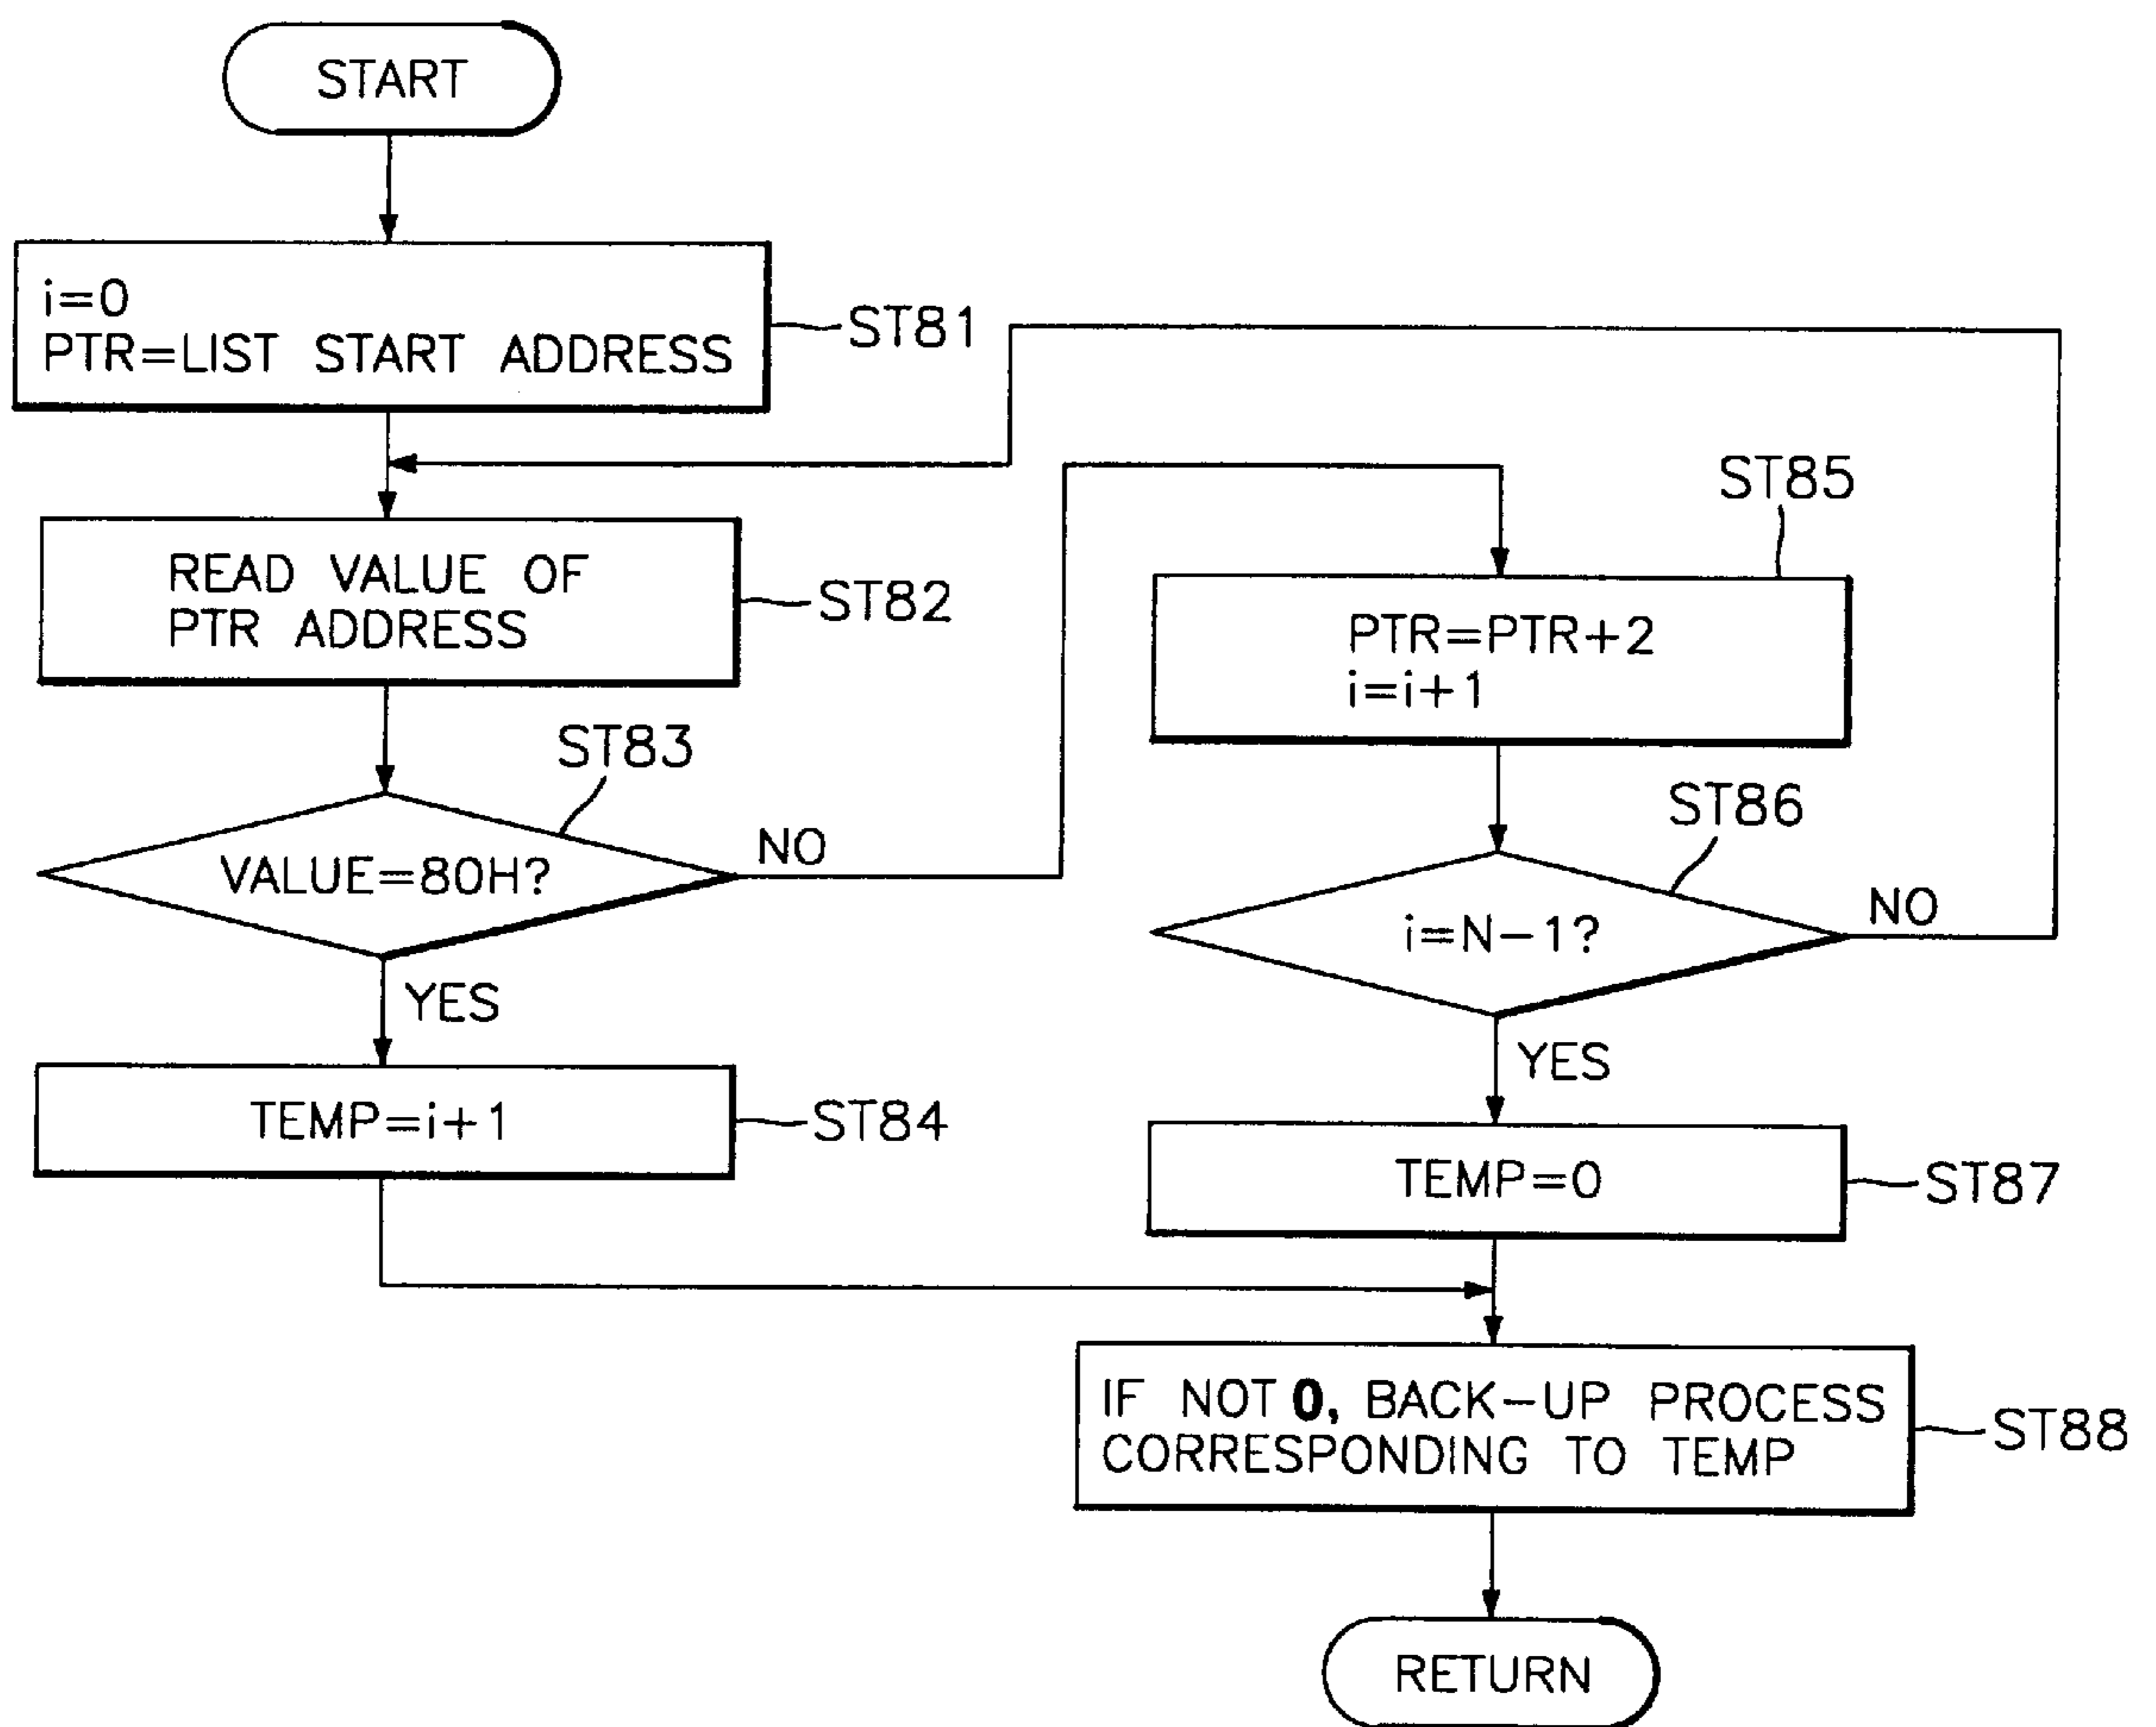 START
i=0
PTR=LIST START ADDRESS
ST81
READ VALUE OF
PTR ADDRESS
ST82
ST83
VALUE=80H?
NO
YES
TEMP=i+1
ST84
ST85
PTR=PTR+2
i=i+1
ST86
i=N-1?
NO
YES
TEMP=0
ST87
IF NOT 0, BACK-UP PROCESS
CORRESPONDING TO TEMP
ST88
RETURN